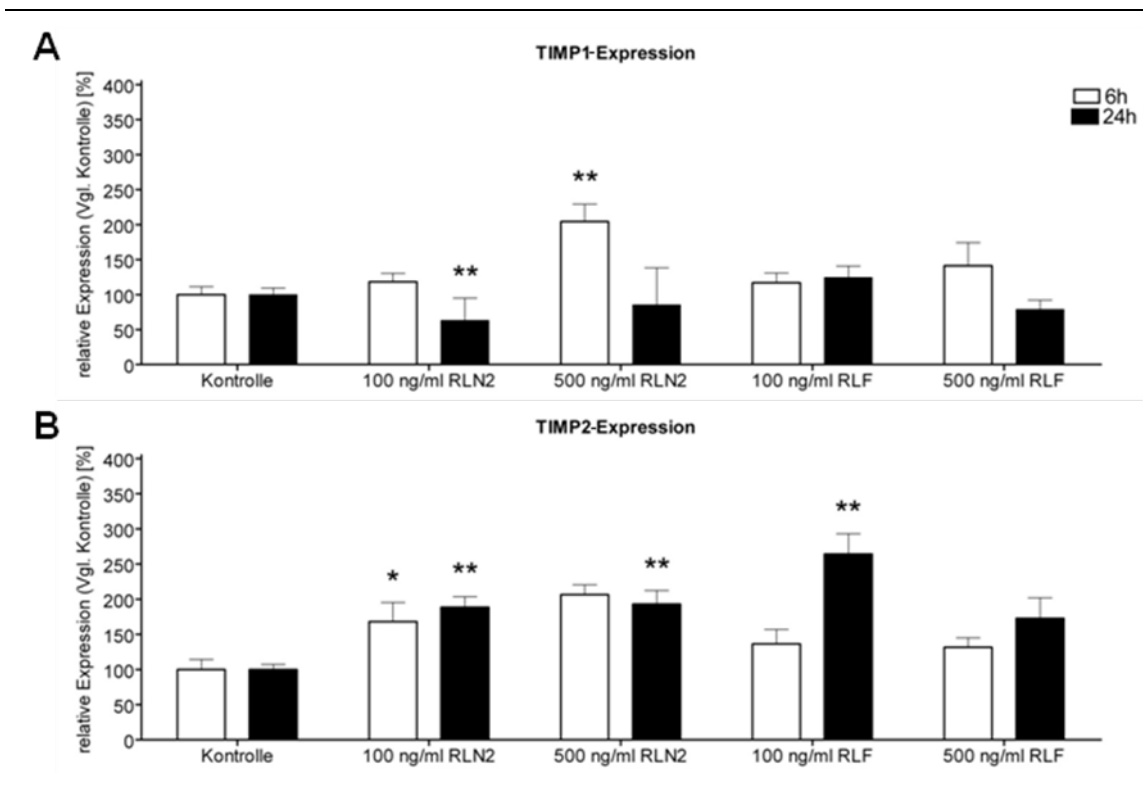 A
TIMP1-Expression
relative Expression (Vgl. Kontrolle) [%]
400
350
300
250
200
150
100
50
0
6h
24h
**
**
Kontrolle
100 ng/ml RLN2
500 ng/ml RLN2
100 ng/ml RLF
500 ng/ml RLF
B
TIMP2-Expression
relative Expression (Vgl. Kontrolle) [%]
400
350
300
250
200
150
100
50
0
*
**
**
**
Kontrolle
100 ng/ml RLN2
500 ng/ml RLN2
100 ng/ml RLF
500 ng/ml RLF